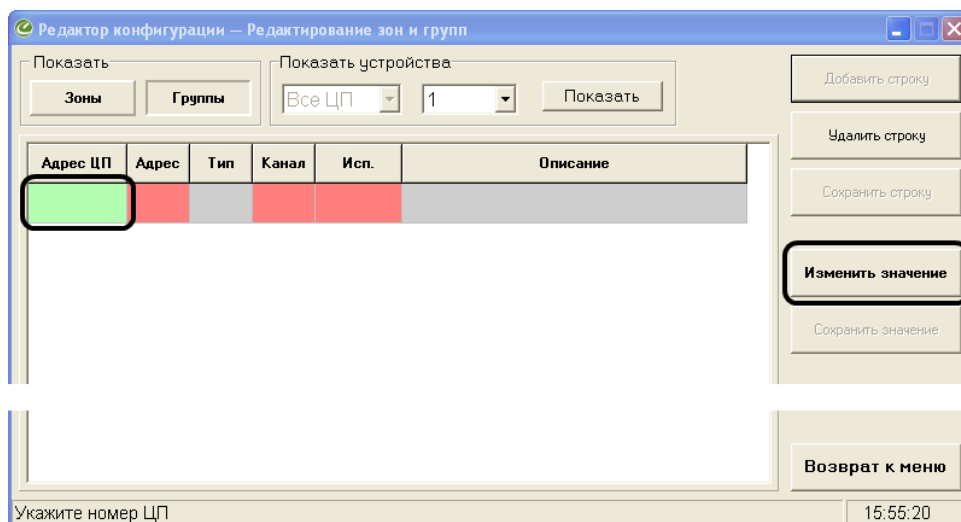 Редактор конфигурации — Редактирование зон и групп
Показать
Показать устройства
Зоны
Группы
Все ЦП
1
Показать
Добавить строку
Удалить строку
Сохранить строку
Изменить значение
Сохранить значение
Адрес ЦП Адрес Тип Канал Исп. Описание
Возврат к меню
Укажите номер ЦП 15:55:20